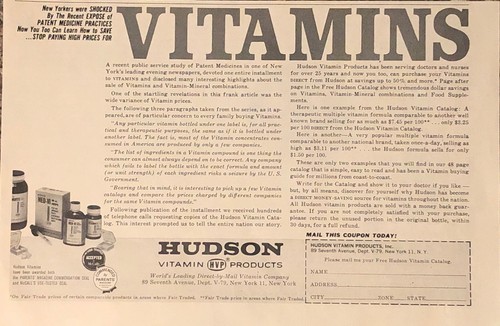 New Yorkers were SHOCKED
By The Recent EXPOSE of
PATENT MEDICINE PRACTICES
Now You Too Can Learn How to SAVE
...STOP PAYING HIGH PRICES FOR
VITAMINS
A recent public service study of Patent Medicines in one of New
York's leading evening newspapers, devoted one entire installment
to VITAMINS and disclosed many interesting highlights about the
sale of Vitamins and Vitamin-Mineral combinations.
One of the startling revelations in this frank article was the
wide variance of Vitamin prices.
The following three paragraphs taken from the series, as it ap-
peared, are of particular concern to every family buying Vitamins.
"Any particular vitamin bottled under one label is, for all practi-
cal and therapeutic purposes, the same as it is bottled under
another label. The fact is, most of the Vitamin concentrates con-
sumed in America are produced by only a few companies.
"The list of ingredients in a Vitamin compound is one thing the
consumer can almost always depend on to be correct. Any company
which fails to label the bottle with the exact formula and amount
(or unit strength) of each ingredient risks a seizure by the U. S.
Government.
"Bearing that in mind, it is interesting to pick up a few Vitamin
catalogs and compare the prices charged by different companies
for the same Vitamin compounds."
Following publication of the installment, we received hundreds
of telephone calls requesting copies of the Hudson Vitamin Cata-
log. This interest prompted us to tell the entire nation our story.
Hudson Vitamin Products has been serving doctors and nurses
for over 25 years and now you too, can purchase your Vitamins
DIRECT from Hudson at savings up to 50% and more.* Page after
page in the Free Hudson Catalog shows tremendous dollar savings
on Vitamins, Vitamin-Mineral combinations and Food Supple-
ments.
Here is one example from the Hudson Vitamin Catalog: A
therapeutic multiple vitamin formula comparable to another well
known brand selling for as much as $7.45 per 100**... only $3.25
per 100 DIRECT from the Hudson Vitamin Catalog.
Here is another—A very popular multiple vitamin formula
comparable to another national brand, taken once-a-day, selling as
high as $3.11 per 100** ... the Hudson formula sells for only
$1.50 per 100.
These are only two examples that you will find in our 48 page
catalog that is simple, easy to read and has been a Vitamin buying
guide for millions from coast-to-coast.
Write for the Catalog and show it to your doctor if you like —
but, by all means, discover for yourself why Hudson has become
a DIRECT MONEY-SAVING SOURCE for vitamins throughout the nation.
All Hudson vitamin products are sold with a money back guar-
antee. If you are not completely satisfied with your purchase,
please return the unused portion in the original bottle, within
30 days, for a full refund.
Hudson Vitamins
HUDSON
VITAMIN HVP PRODUCTS
World's Leading Direct-by-Mail Vitamin Company
89 Seventh Avenue, Dept. V-79, New York 11, New York
MAIL THIS COUPON TODAY!
HUDSON VITAMIN PRODUCTS, Inc.
89 Seventh Avenue, Dept. V-79, New York 11, N. Y.
Please mail me your Free Hudson Vitamin Catalog.
NAME
ADDRESS
CITY ZONE STATE